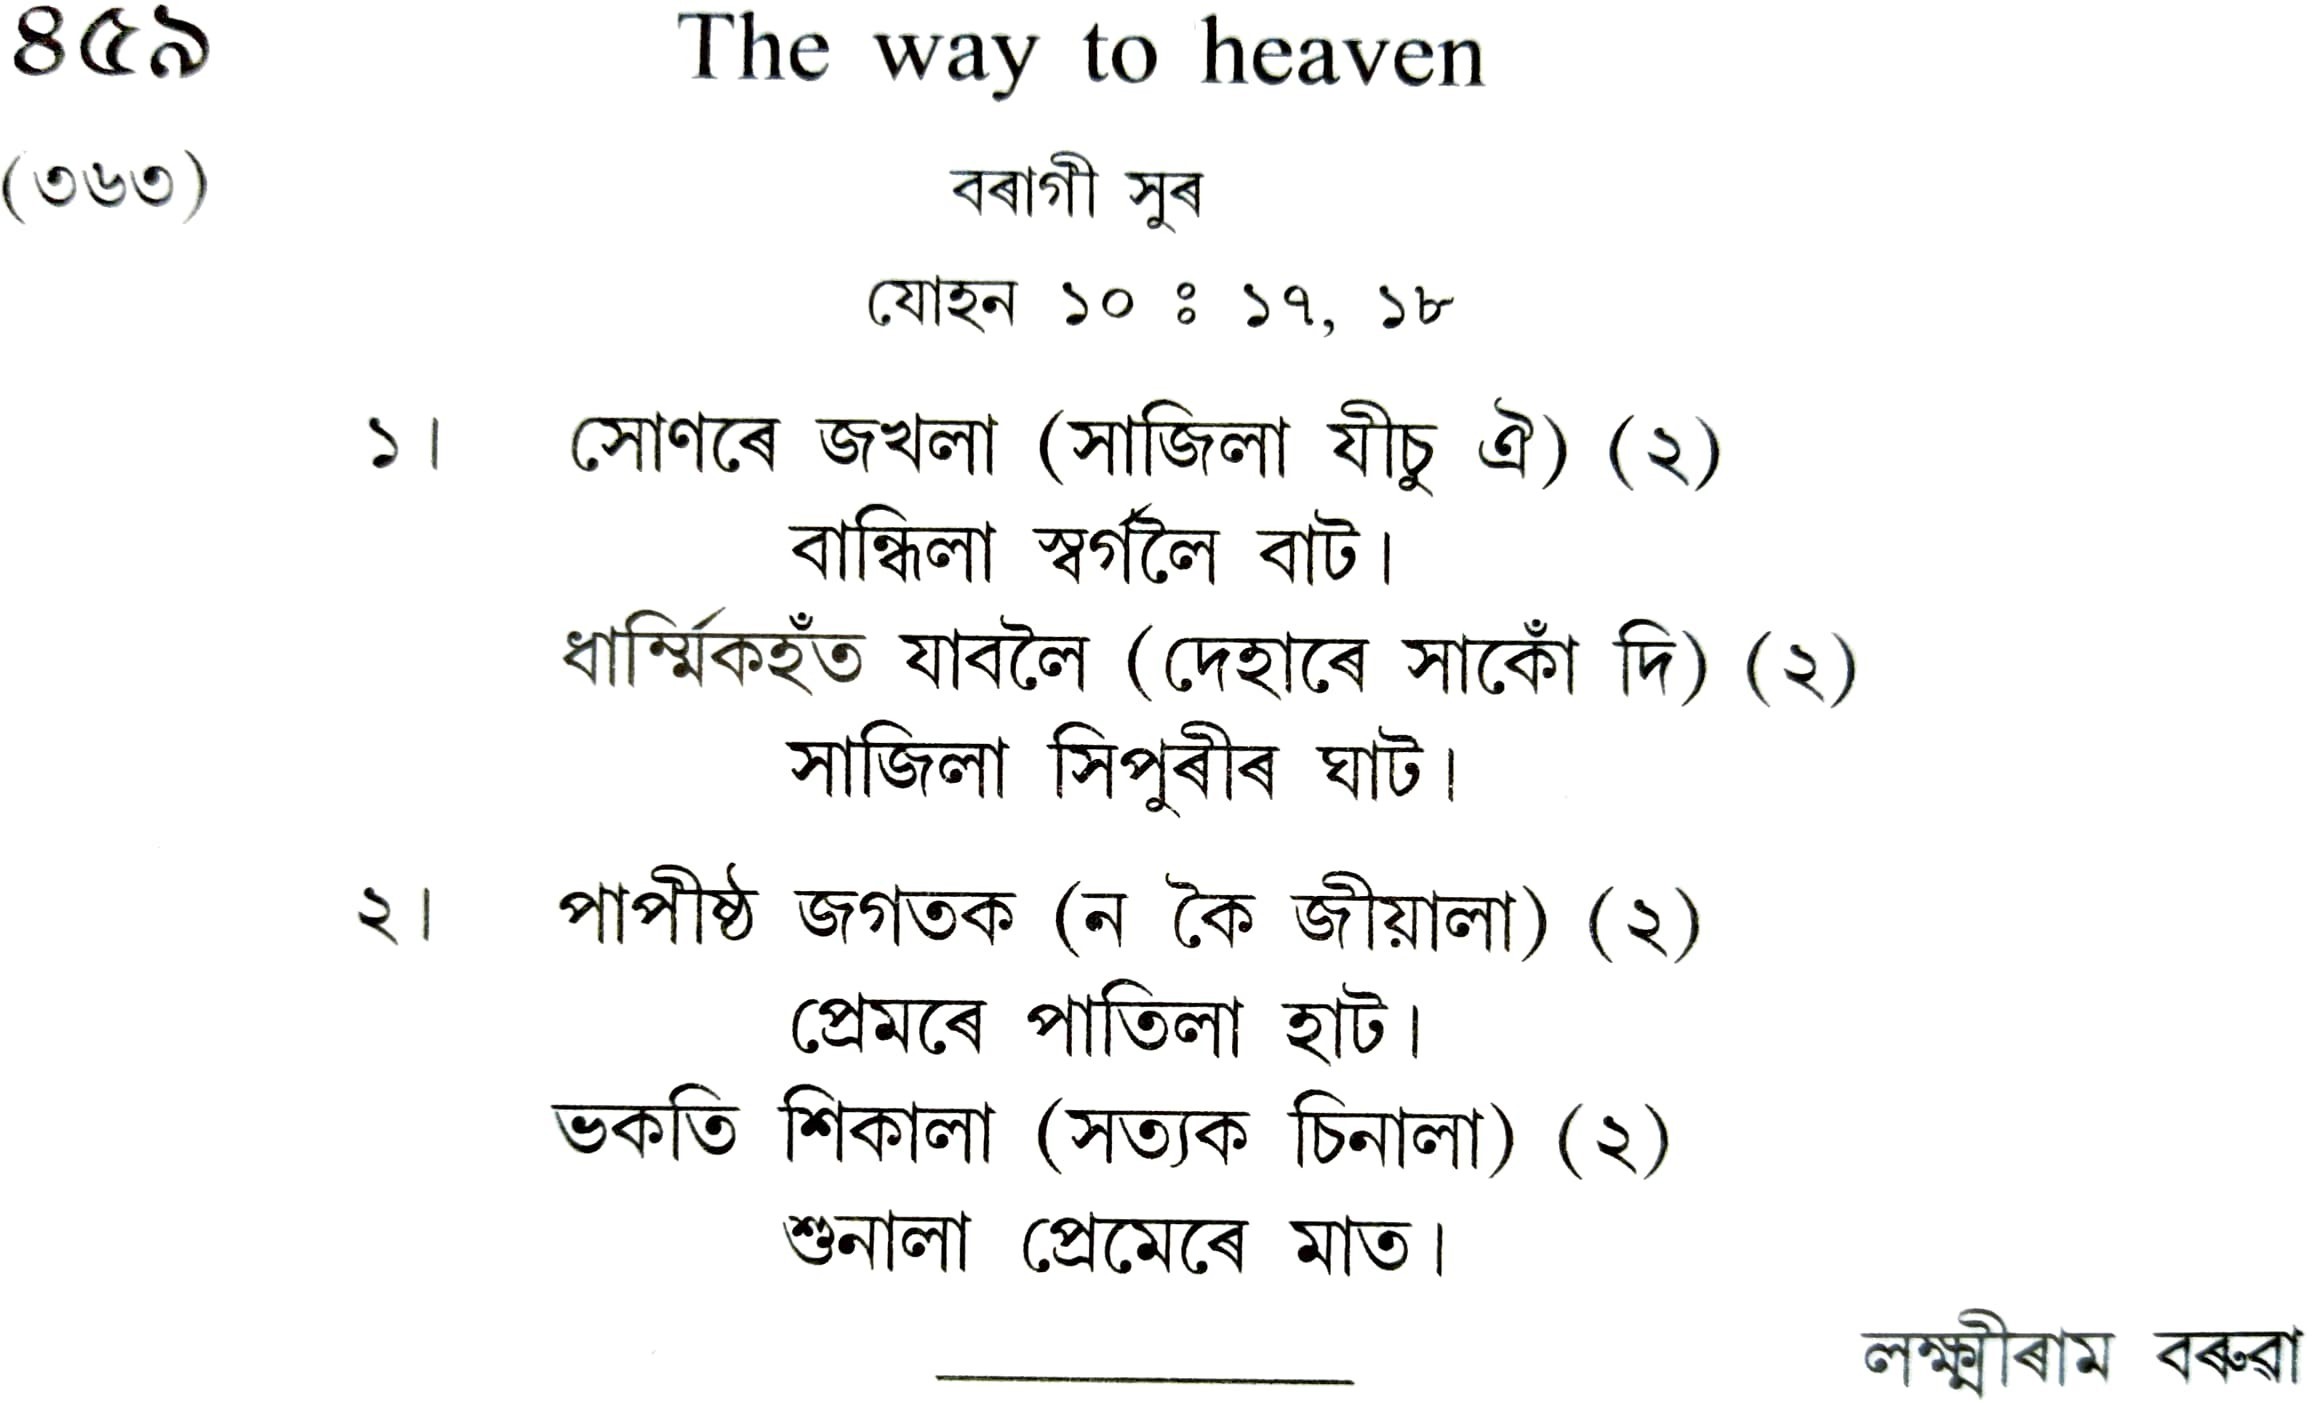 ৪৫৯ The way to heaven
(৩৬৩) বৰাগী সুৰ
যোহন ১০ ঃ ১৭, ১৮
১। সোণৰে জখলা (সাজিলা যীচু ঐ) (২)
বান্ধিলা স্বৰ্গলৈ বাট।
ধাৰ্ম্মিকহঁত যাবলৈ (দেহাৰে সাকোঁ দি) (২)
সাজিলা সিপুৰীৰ ঘাট।
২। পাপীষ্ঠ জগতক (ন কৈ জীয়ালা) (২)
প্ৰেমৰে পাতিলা হাট।
ভকতি শিকালা (সত্যক চিনালা) (২)
শুনালা প্ৰেমেৰে মাত।
লক্ষ্মীৰাম বৰুৱা